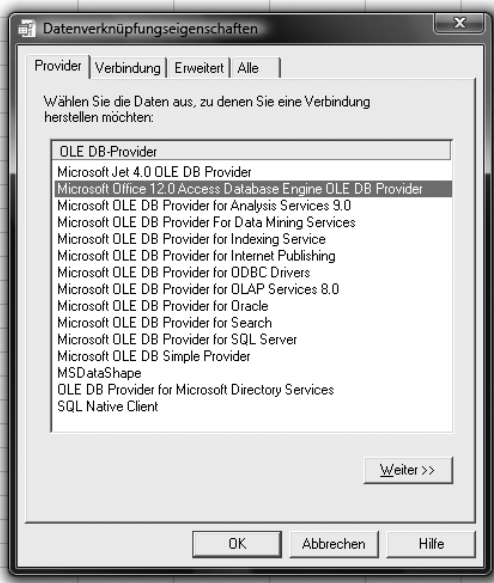 Datenverknüpfungseigenschaften
Provider Verbindung Erweitert Alle
Wählen Sie die Daten aus, zu denen Sie eine Verbindung
herstellen möchten:
OLE DB-Provider
Microsoft Jet 4.0 OLE DB Provider
Microsoft Office 12.0 Access Database Engine OLE DB Provider
Microsoft OLE DB Provider for Analysis Services 9.0
Microsoft OLE DB Provider For Data Mining Services
Microsoft OLE DB Provider for Indexing Service
Microsoft OLE DB Provider for Internet Publishing
Microsoft OLE DB Provider for ODBC Drivers
Microsoft OLE DB Provider for OLAP Services 8.0
Microsoft OLE DB Provider for Oracle
Microsoft OLE DB Provider for Search
Microsoft OLE DB Provider for SQL Server
Microsoft OLE DB Simple Provider
MSDataShape
OLE DB Provider for Microsoft Directory Services
SQL Native Client
Weiter >>
OK Abbrechen Hilfe